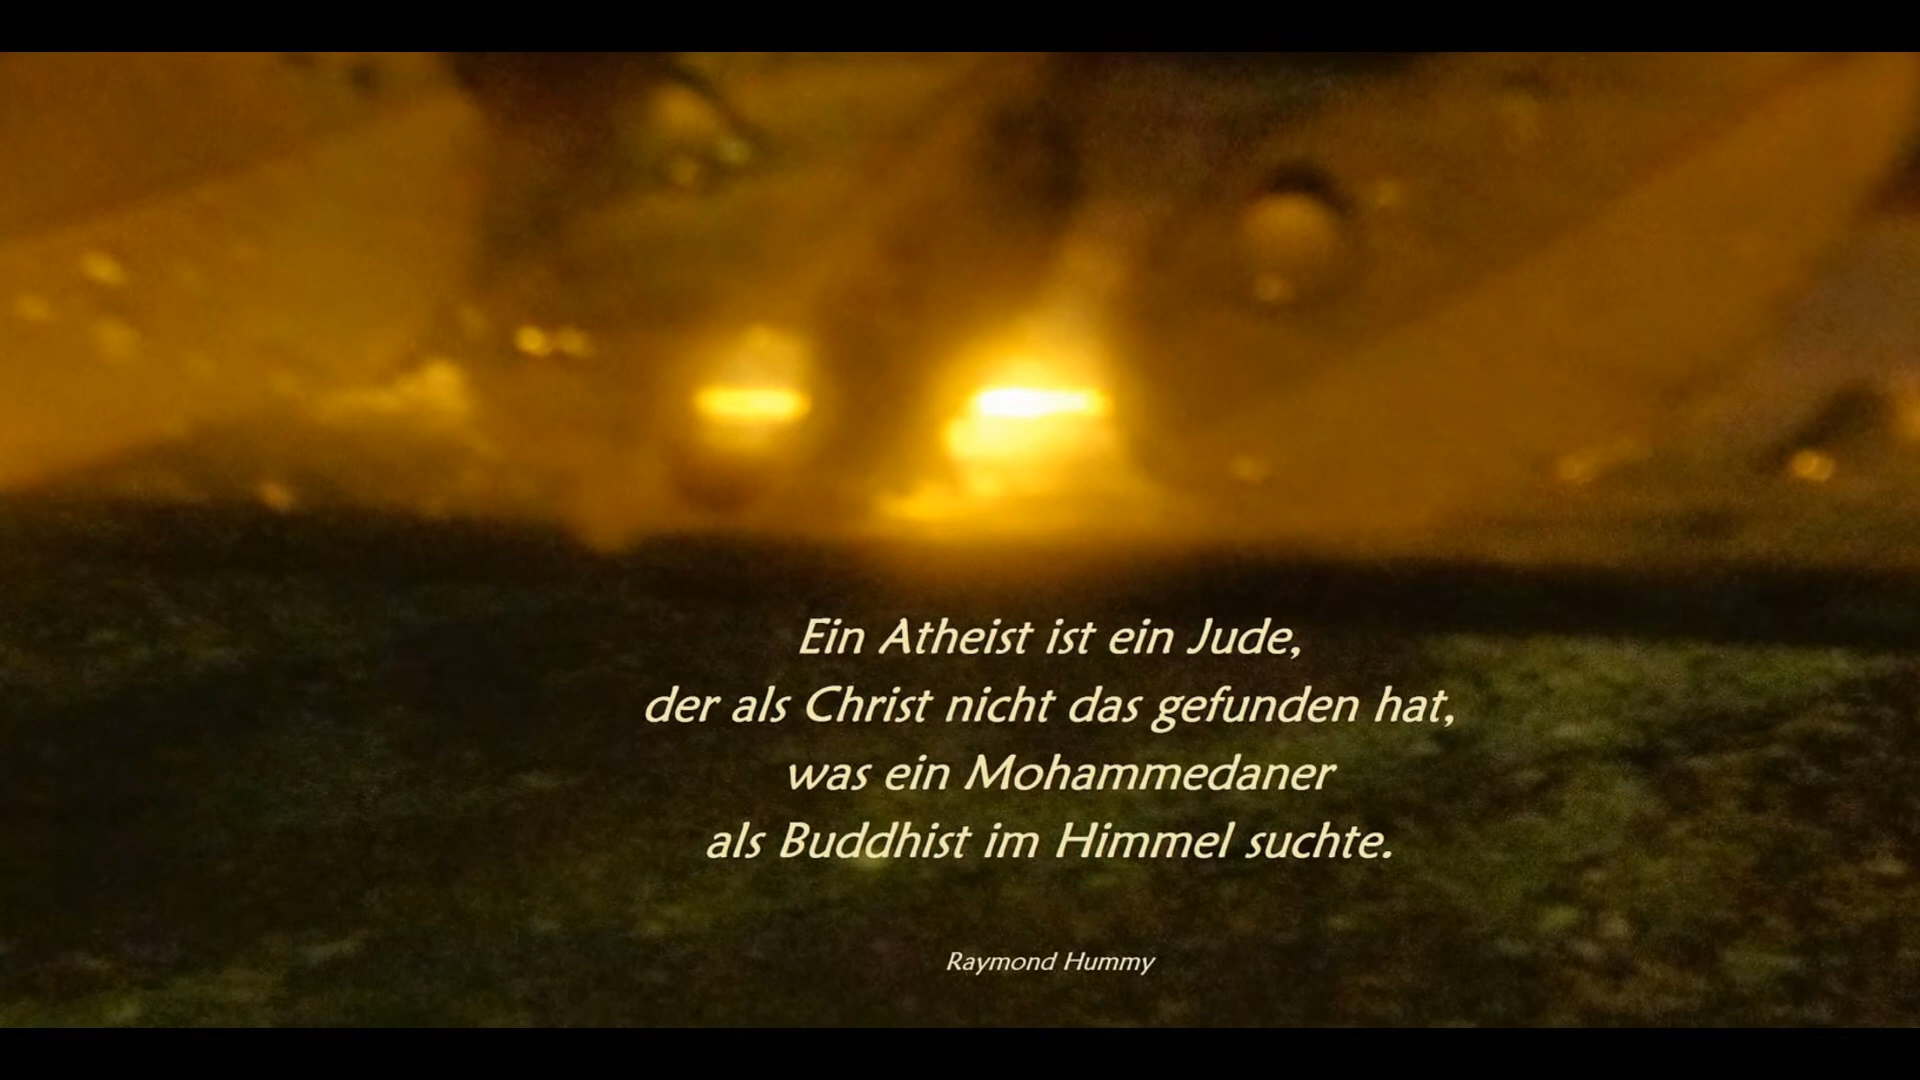 Ein Atheist ist ein Jude,
der als Christ nicht das gefunden hat,
was ein Mohammedaner
als Buddhist im Himmel suchte.
Raymond Hummy